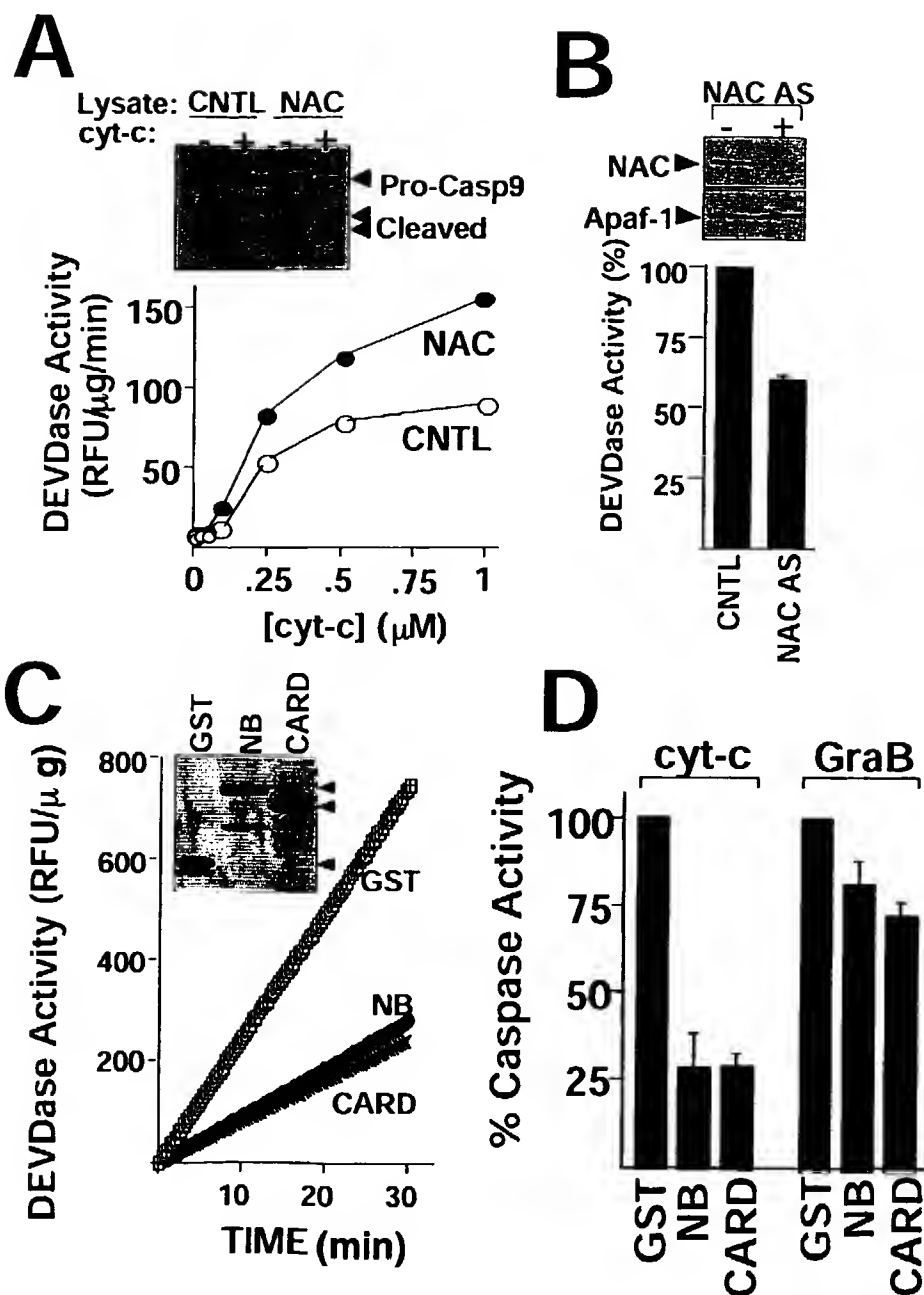 A
Lysate: CNTL NAC
cyt-c: - + - +
Pro-Casp9
Cleaved
DEVDase Activity
(RFU/μg/min)
150
100
50
NAC
CNTL
0 .25 .5 .75 1
[cyt-c] (μM)
B
NAC AS
- +
NAC
Apaf-1
DEVDase Activity (%)
100
75
50
25
CNTL
NAC AS
C
GST
NB
CARD
DEVDase Activity (RFU/μ g)
800
600
400
200
GST
NB
CARD
10 20 30
TIME (min)
D
cyt-c GraB
% Caspase Activity
100
75
50
25
GST
NB
CARD
GST
NB
CARD